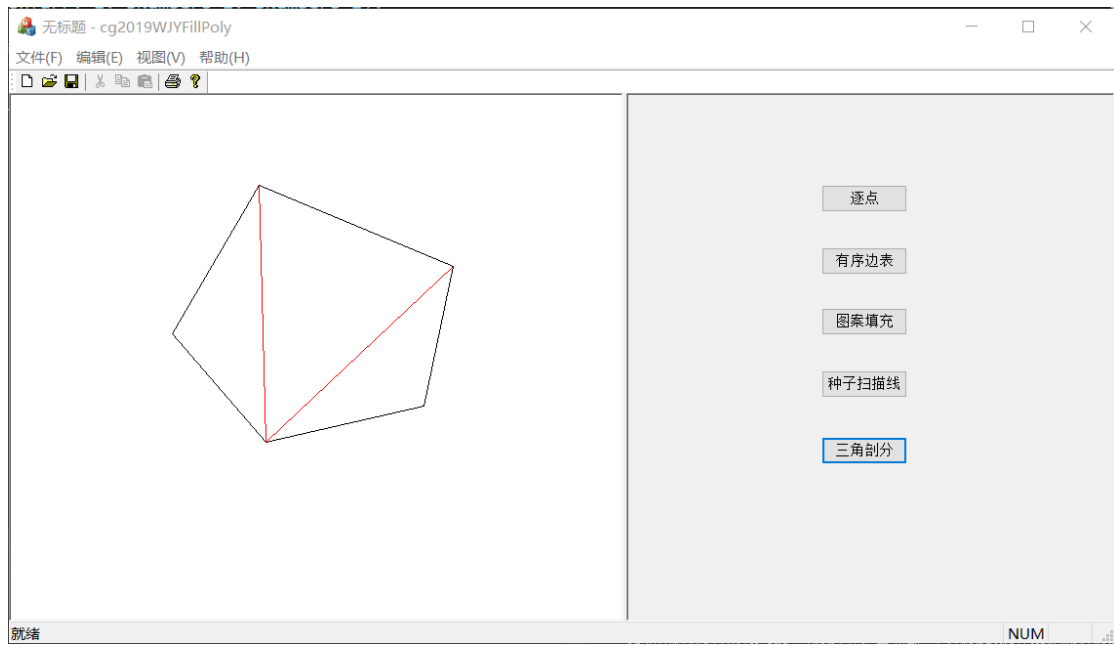 无标题 - cg2019WJYFillPoly
文件(F) 编辑(E) 视图(V) 帮助(H)
逐点
有序边表
图案填充
种子扫描线
三角剖分
就绪
NUM